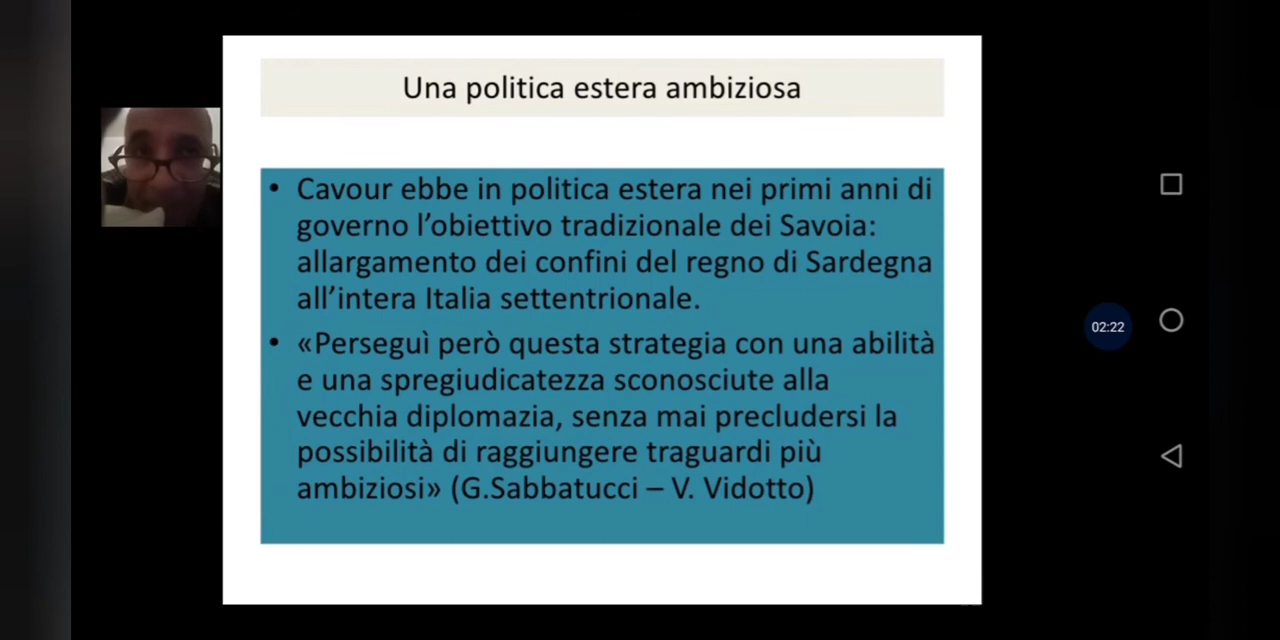 Una politica estera ambiziosa
• Cavour ebbe in politica estera nei primi anni di
governo l’obiettivo tradizionale dei Savoia:
allargamento dei confini del regno di Sardegna
all’intera Italia settentrionale.
• «Perseguì però questa strategia con una abilità
e una spregiudicatezza sconosciute alla
vecchia diplomazia, senza mai precludersi la
possibilità di raggiungere traguardi più
ambiziosi» (G.Sabbatucci – V. Vidotto)
02:22